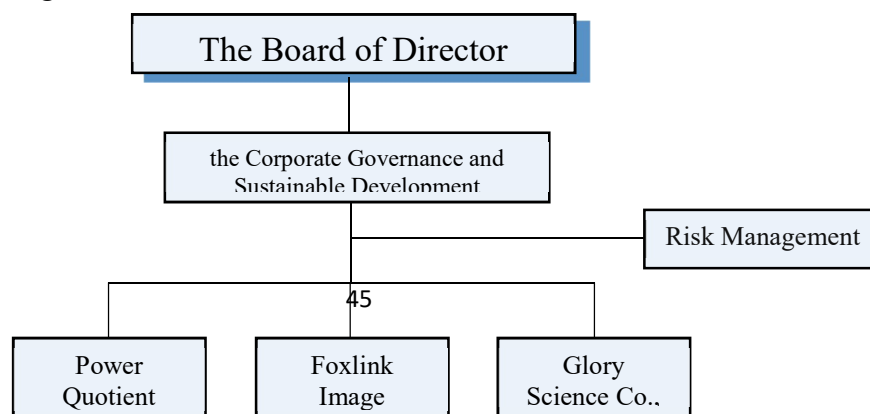 The Board of Director
the Corporate Governance and
Sustainable Development
Risk Management
45
Power
Quotient
Foxlink
Image
Glory
Science Co.,